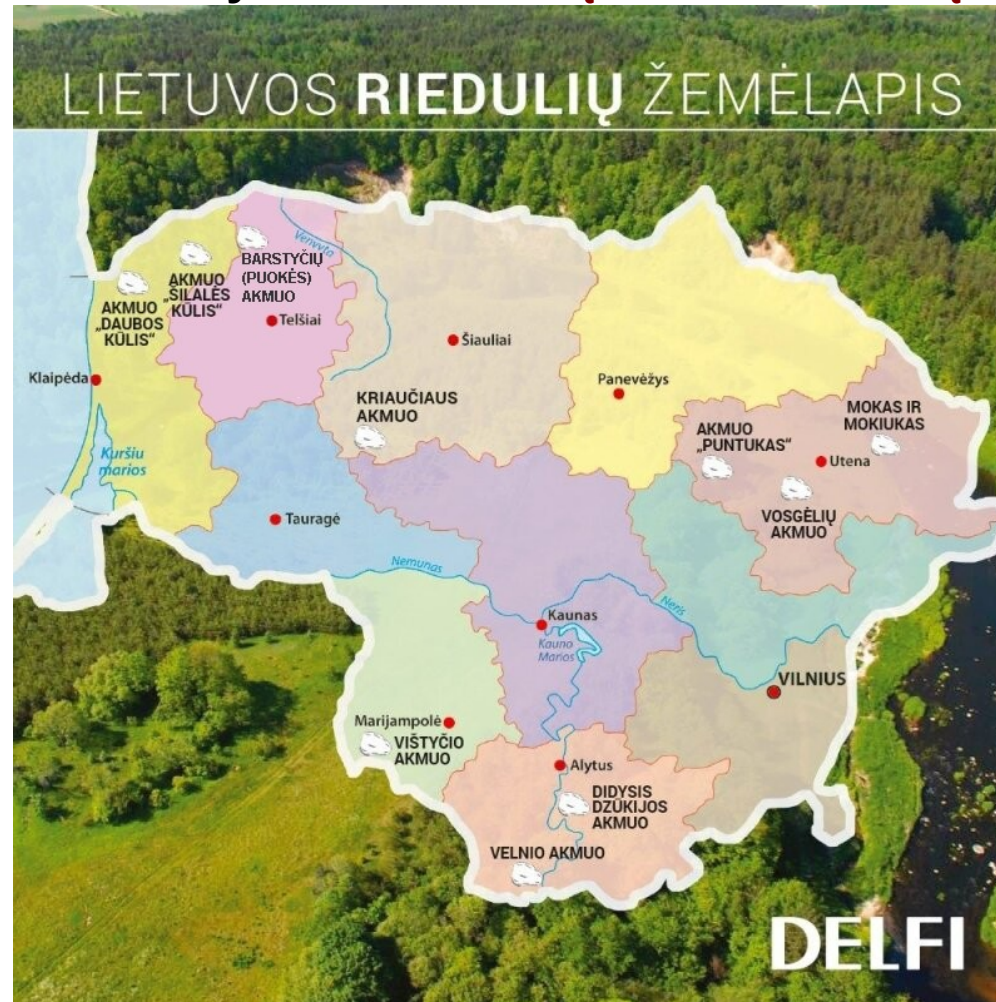 LIETUVOS RIEDULIŲ ŽEMĖLAPIS
Venvyta
BARSTYČIŲ
(PUOKĖS)
AKMUO
AKMUO
„ŠILALĖS
KŪLIS“
AKMUO
„DAUBOS
KŪLIS“
Telšiai
Šiauliai
Klaipėda
Panevėžys
KRIAUČIAUS
AKMUO
MOKAS IR
MOKIUKAS
AKMUO
„PUNTUKAS“
Utena
Kuršiu
marios
VOSGĖLIŲ
AKMUO
Tauragė
Nemunas
Neris
Kaunas
Kauno
Marios
VILNIUS
Marijampolė
VIŠTYČIO
AKMUO
Alytus
DIDYSIS
DZŪKIJOS
AKMUO
VELNIO AKMUO
DELFI